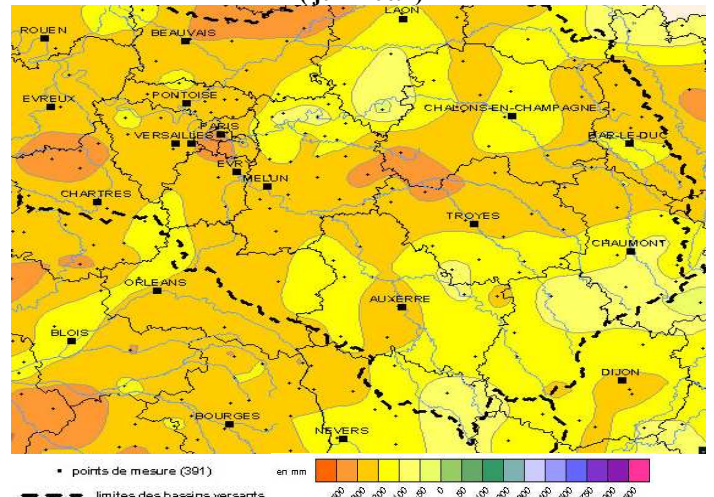 LAON
ROUEN
BEAUVAIS
PONTOISE
EVREUX
CHALONS-EN-CHAMPAGNE
PARIS
VERSAILLES
BAR-LE-DUC
EVRY
MELUN
CHARTRES
TROYES
CHAUMONT
ORLEANS
AUXERRE
BLOIS
DIJON
BOURGES
NEVERS
points de mesure (391)
en mm
limites des bassins versants